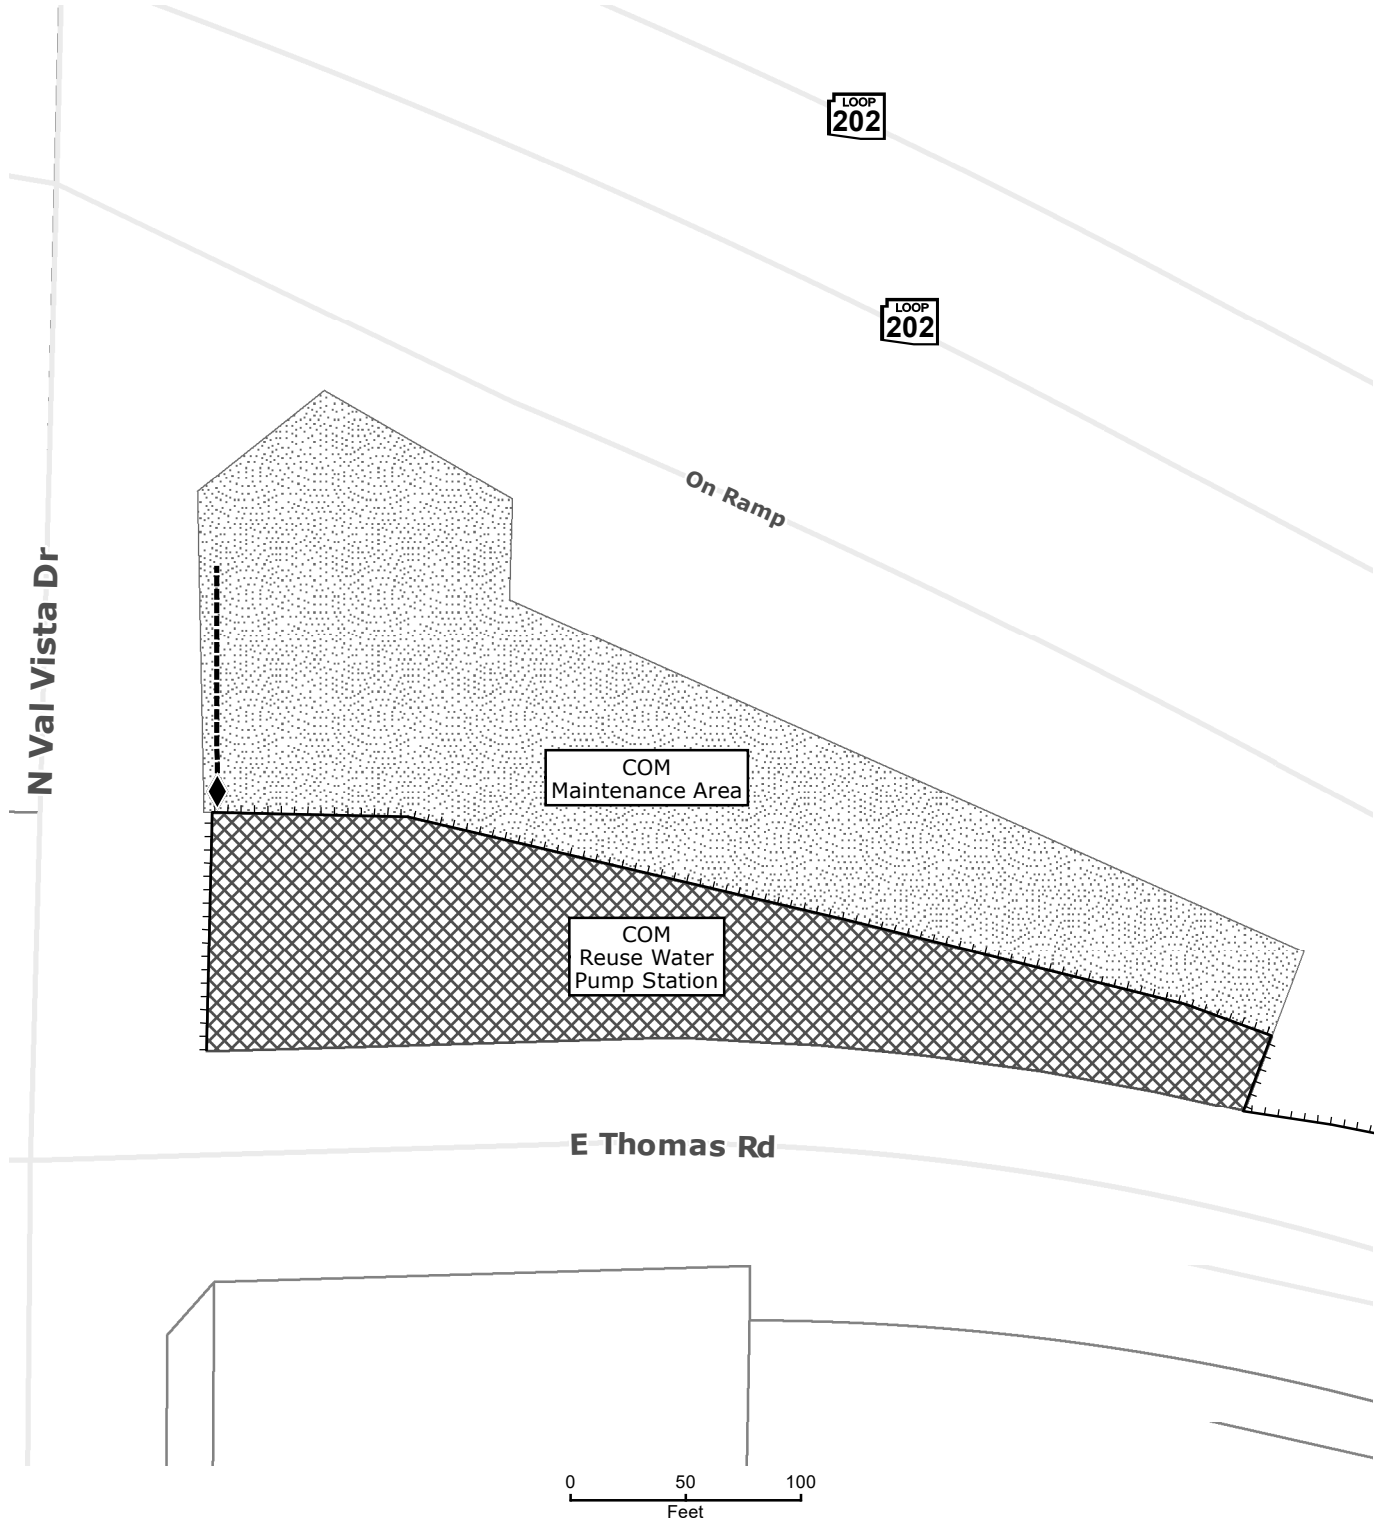 LOOP
202
LOOP
202
On Ramp
N Val Vista Dr
COM
Maintenance Area
COM
Reuse Water
Pump Station
E Thomas Rd
0 50 100
Feet